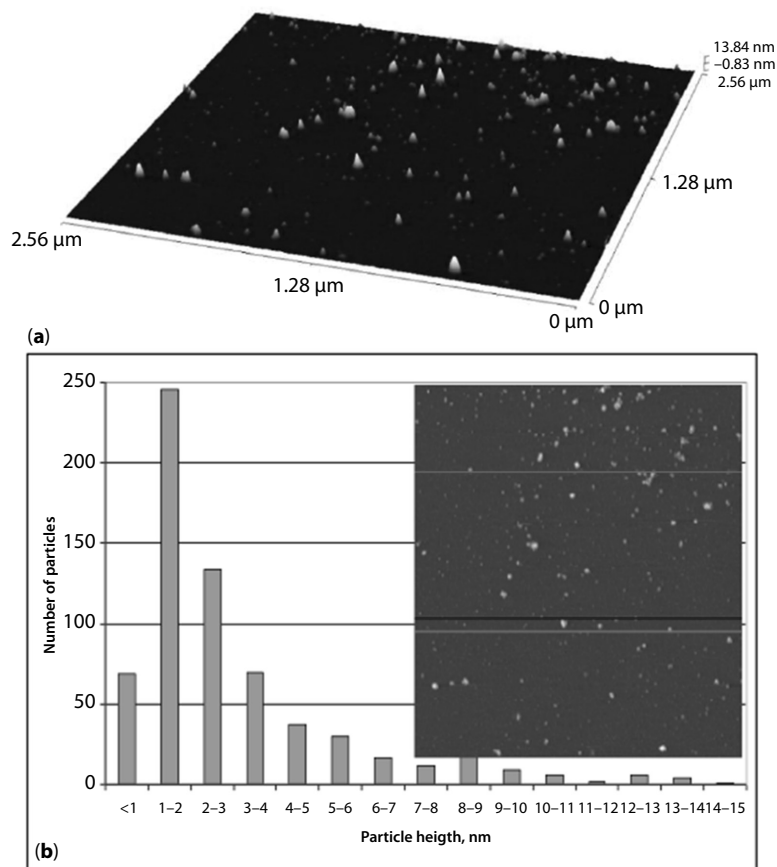 13.84 nm
–0.83 nm
2.56 µm
1.28 µm
2.56 µm
1.28 µm
0 µm
0 µm
(a)
250
200
150
100
50
0
Number of particles
<1 1–2 2–3 3–4 4–5 5–6 6–7 7–8 8–9 9–10 10–11 11–12 12–13 13–14 14–15
Particle heigth, nm
(b)